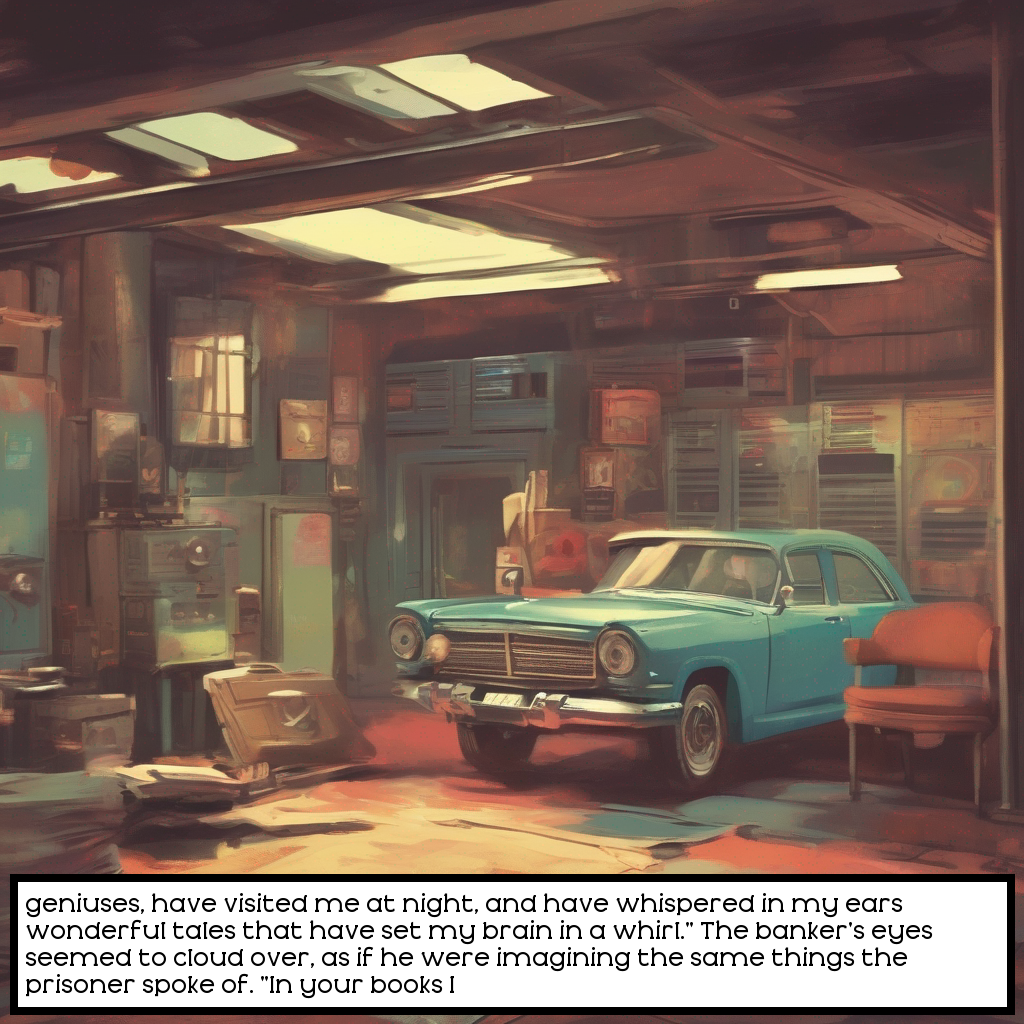 geniuses, have visited me at night, and have whispered in my ears
wonderful tales that have set my brain in a whirl." The banker's eyes
seemed to cloud over, as if he were imagining the same things the
prisoner spoke of. "In your books I